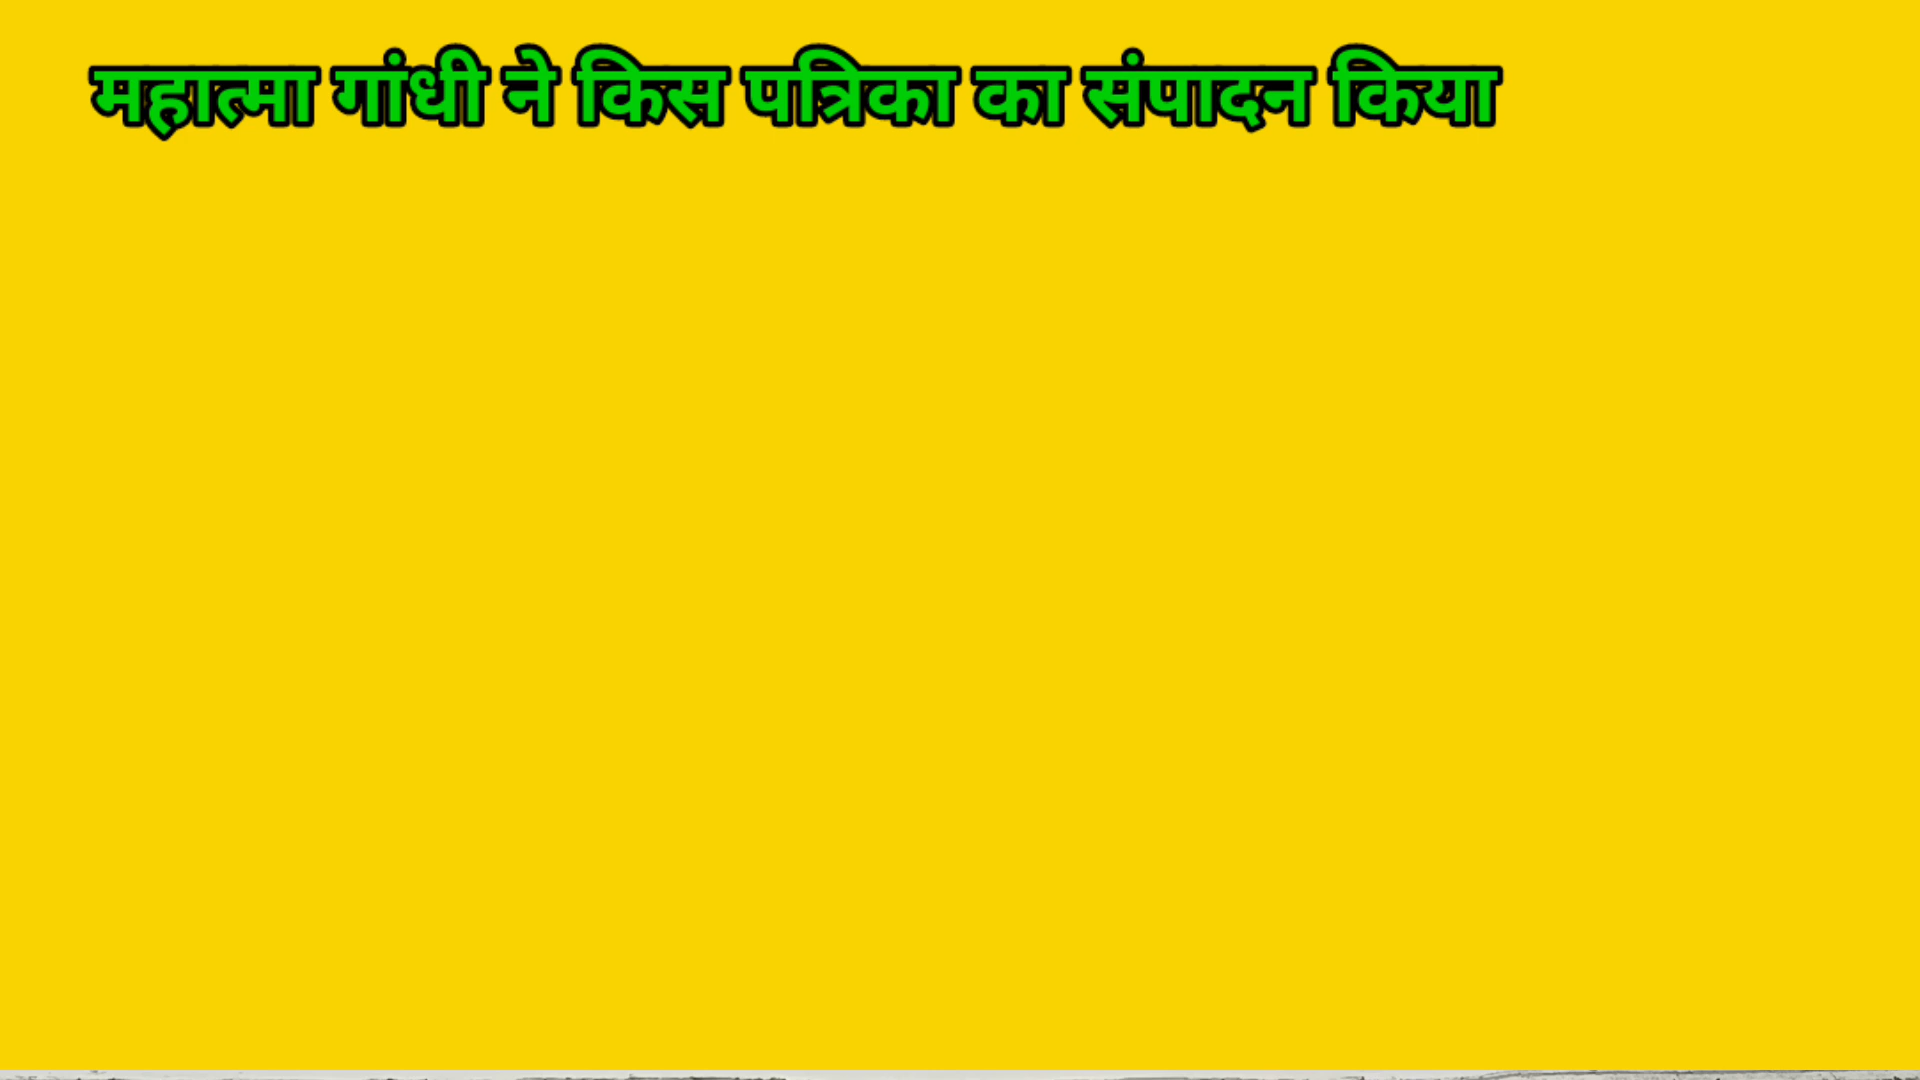 महात्मा गांधी ने किस पत्रिका का संपादन किया